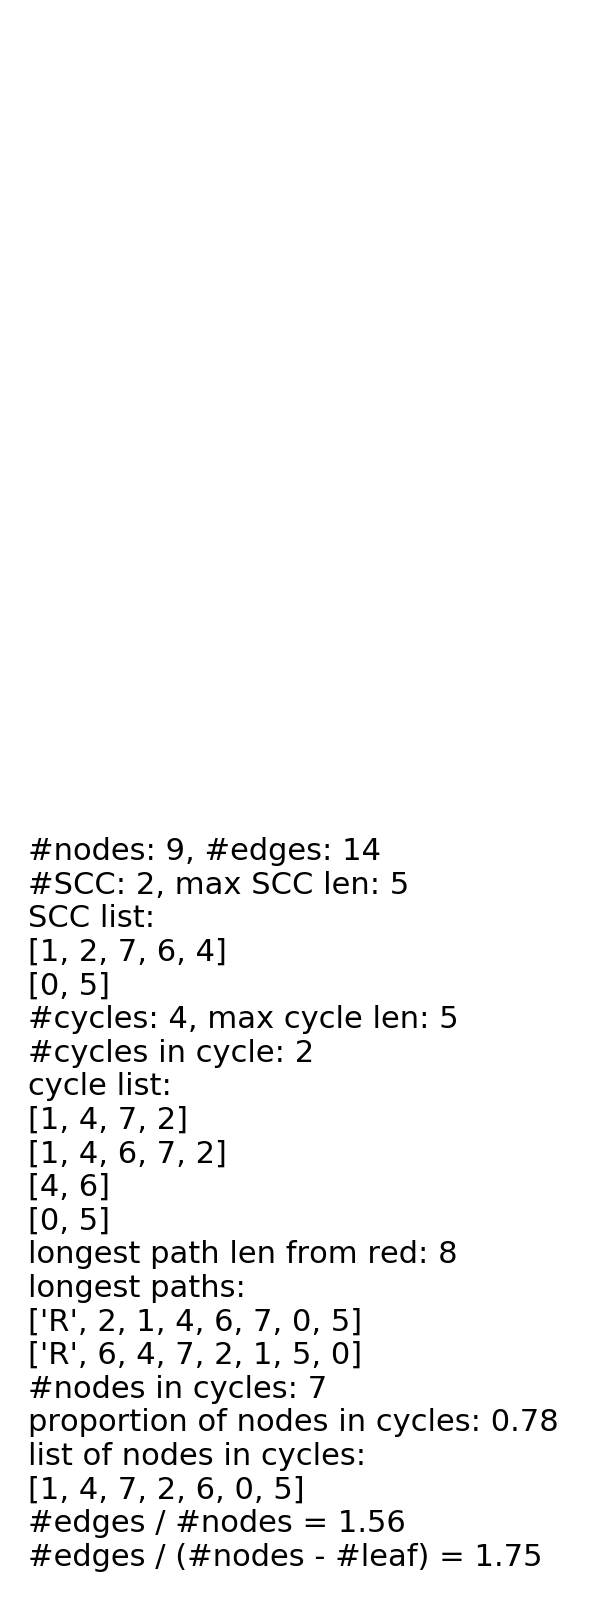 #nodes: 9, #edges: 14
#SCC: 2, max SCC len: 5
SCC list:
[1, 2, 7, 6, 4]
[0, 5]
#cycles: 4, max cycle len: 5
#cycles in cycle: 2
cycle list:
[1, 4, 7, 2]
[1, 4, 6, 7, 2]
[4, 6]
[0, 5]
longest path len from red: 8
longest paths:
['R', 2, 1, 4, 6, 7, 0, 5]
['R', 6, 4, 7, 2, 1, 5, 0]
#nodes in cycles: 7
proportion of nodes in cycles: 0.78
list of nodes in cycles:
[1, 4, 7, 2, 6, 0, 5]
#edges / #nodes = 1.56
#edges / (#nodes - #leaf) = 1.75